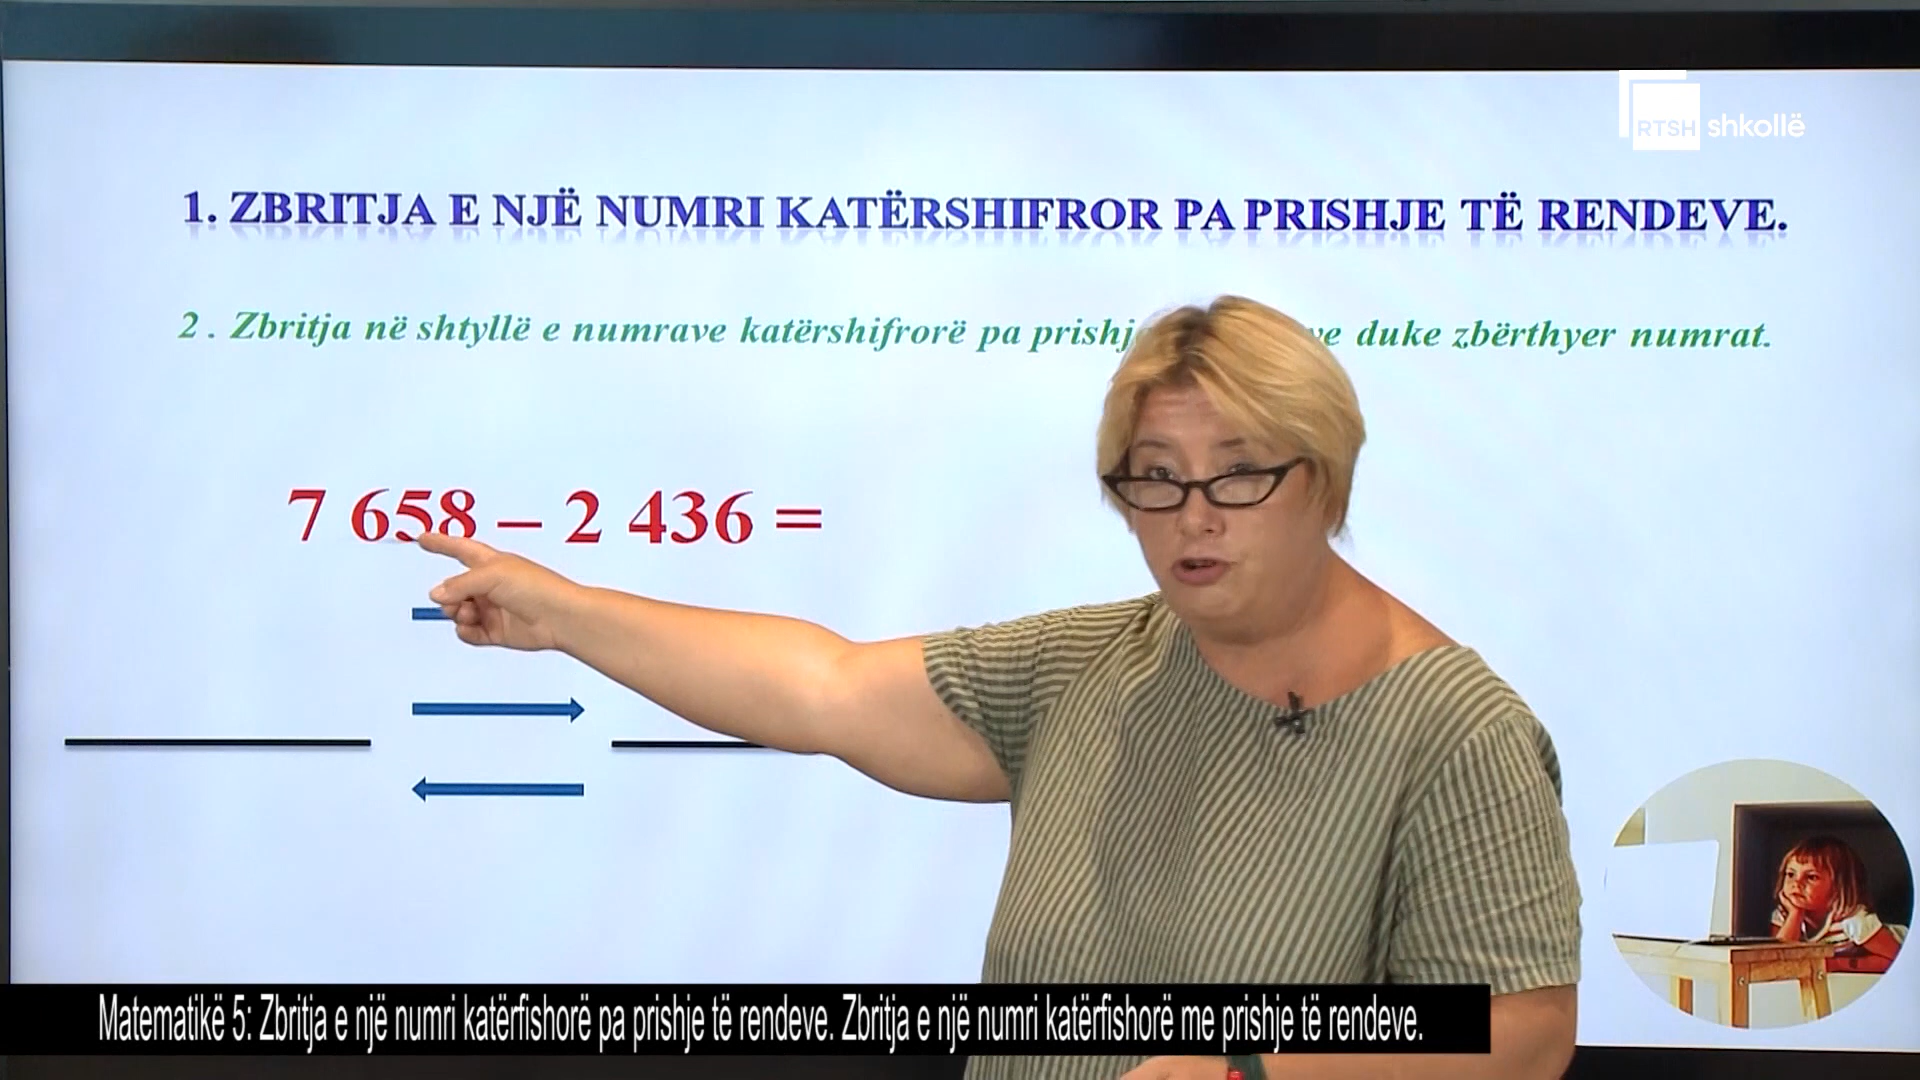 RTSH shkollë
1. ZBRITJA E NJË NUMRI KATËRSHIFROR PA PRISHJE TË RENDEVE.
2 . Zbritja në shtyllë e numrave katërshifrorë pa prishj ve duke zbërthyer numrat.
7 658 – 2 436 =
Matematikë 5: Zbritja e një numri katërfishorë pa prishje të rendeve. Zbritja e një numri katërfishorë me prishje të rendeve.